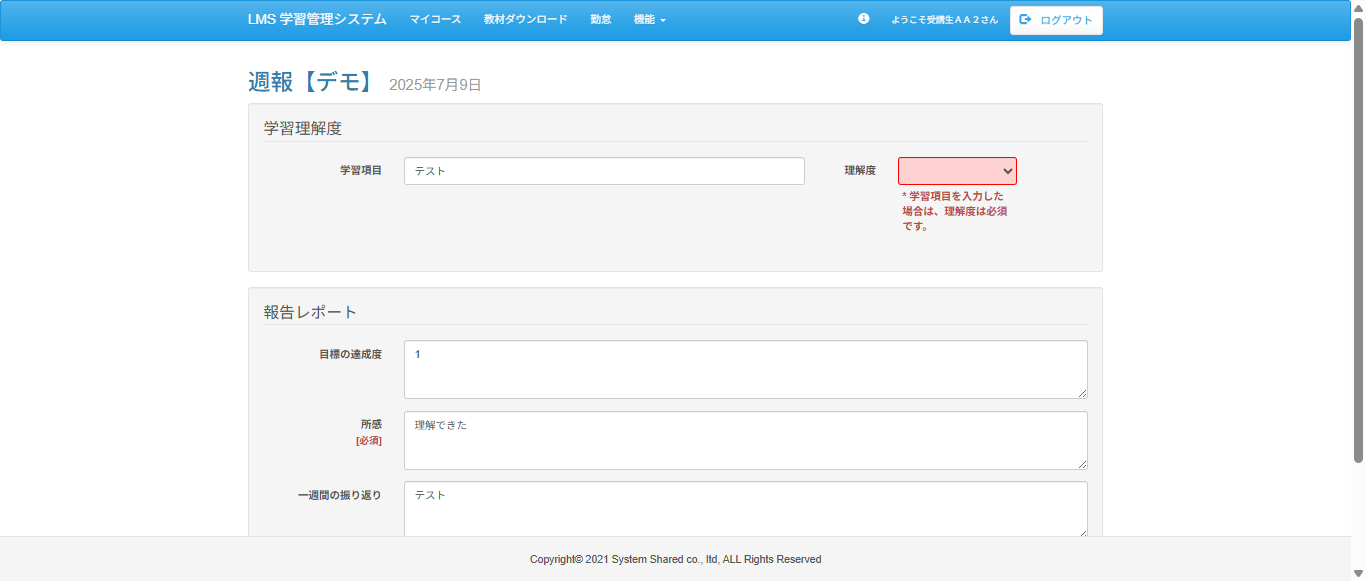 LMS 学習管理システム マイコース 教材ダウンロード 勤怠 機能 ようこそ受講生ＡＡ２さん ログアウト
週報【デモ】 2025年7月9日
学習理解度
学習項目 テスト 理解度
* 学習項目を入力した
場合は、理解度は必須
です。
報告レポート
目標の達成度 1
所感 理解できた
[必須]
一週間の振り返り テスト
Copyright© 2021 System Shared co., ltd, ALL Rights Reserved